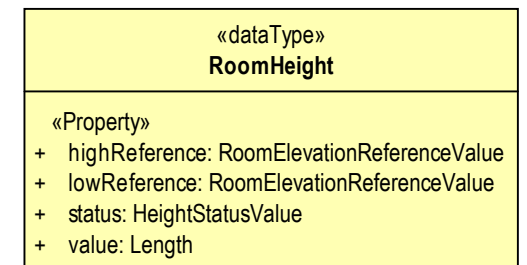 «dataType»
RoomHeight
«Property»
+ highReference: RoomElevationReferenceValue
+ lowReference: RoomElevationReferenceValue
+ status: HeightStatusValue
+ value: Length